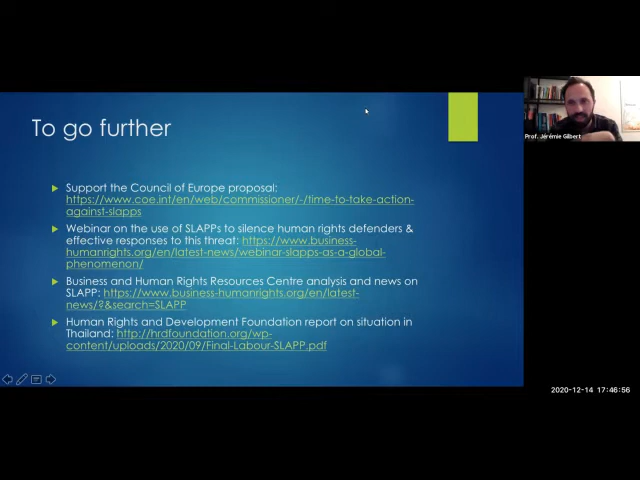 To go further
Support the Council of Europe proposal:
https://www.coe.int/en/web/commissioner/-/time-to-take-action-
against-slapps
Webinar on the use of SLAPPs to silence human rights defenders &
effective responses to this threat: https://www.business-
humanrights.org/en/latest-news/webinar-slapps-as-a-global-
phenomenon/
Business and Human Rights Resources Centre analysis and news on
SLAPP: https://www.business-humanrights.org/en/latest-
news/?&search=SLAPP
Human Rights and Development Foundation report on situation in
Thailand: http://hrdfoundation.org/wp-
content/uploads/2020/09/Final-Labour-SLAPP.pdf
Prof. Jérémie Gilbert
2020-12-14 17:46:56